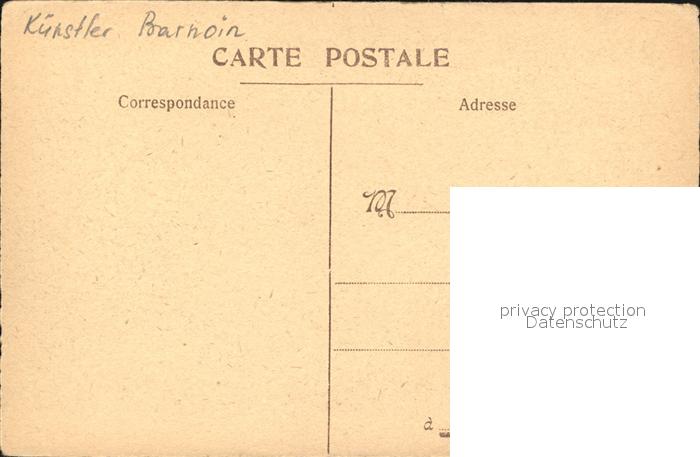 Künstler Barnoin
CARTE POSTALE
Correspondance
Adresse
M
à
privacy protection
Datenschutz